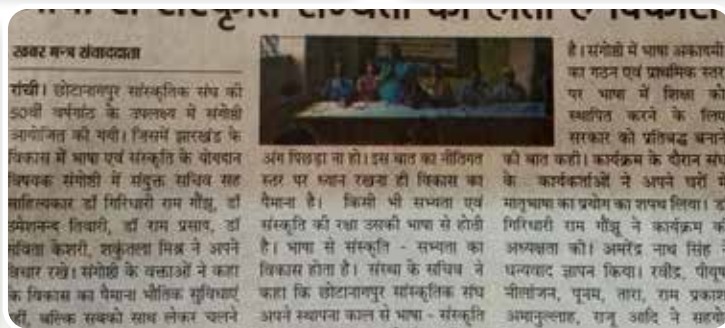 भाषा से संस्कृति सभ्यता का होता है विकास
खबर मन्त्र संवाददाता
रांची। छोटानागपुर सांस्कृतिक संघ की
50वीं वर्षगांठ के उपलक्ष्य में संगोष्ठी
आयोजित की गयी। जिसमें झारखंड के
विकास में भाषा एवं संस्कृति के योगदान
विषयक संगोष्ठी में संयुक्त सचिव सह
साहित्यकार डॉ गिरिधारी राम गौंझू, डॉ
उमेशनन्द तिवारी, डॉ राम प्रसाद, डॉ
सविता केशरी, शकुंतला मिश्र ने अपने
विचार रखे। संगोष्ठी के वक्ताओं ने कहा
कि विकास का पैमाना भौतिक सुविधाएं
नहीं, बल्कि सबको साथ लेकर चलने
अंग पिछड़ा ना हो। इस बात का नीतिगत
स्तर पर ध्यान रखना ही विकास का
पैमाना है। किसी भी सभ्यता एवं
संस्कृति की रक्षा उसकी भाषा से होती
है। भाषा से संस्कृति - सभ्यता का
विकास होता है। संस्था के सचिव ने
कहा कि छोटानागपुर सांस्कृतिक संघ
अपने स्थापना काल से भाषा - संस्कृति
है। संगोष्ठी में भाषा अकादमी
का गठन एवं प्राथमिक स्तर
पर भाषा में शिक्षा को
स्थापित करने के लिए
सरकार को प्रतिबद्ध बनाने
की बात कही। कार्यक्रम के दौरान संघ
के कार्यकर्ताओं ने अपने घरों में
मातृभाषा का प्रयोग का शपथ लिया। डॉ
गिरिधारी राम गौंझू ने कार्यक्रम की
अध्यक्षता की। अमरेंद्र नाथ सिंह ने
धन्यवाद ज्ञापन किया। रवींद्र, पीयूष
नीलांजन, पूनम, तारा, राम प्रकाश
अमानुल्लाह, राजू आदि ने सहयोग